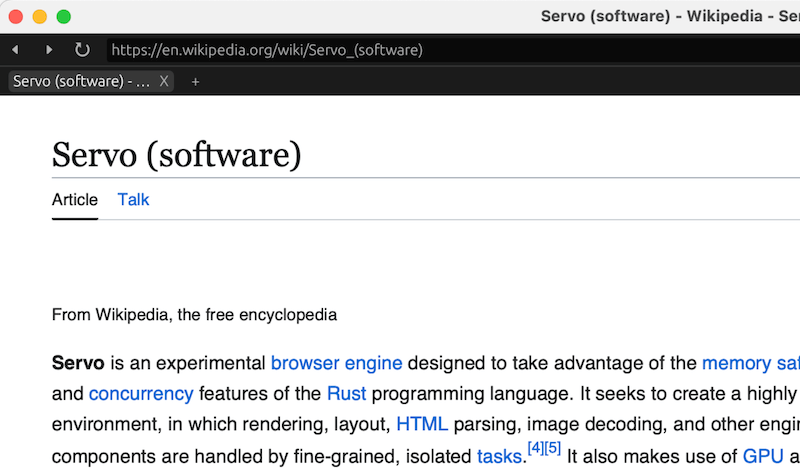 Servo (software) - Wikipedia - Se
https://en.wikipedia.org/wiki/Servo_(software)
Servo (software) - ... X +
Servo (software)
Article Talk
From Wikipedia, the free encyclopedia
Servo is an experimental browser engine designed to take advantage of the memory saf
and concurrency features of the Rust programming language. It seeks to create a highly
environment, in which rendering, layout, HTML parsing, image decoding, and other engin
components are handled by fine-grained, isolated tasks.[4][5] It also makes use of GPU a